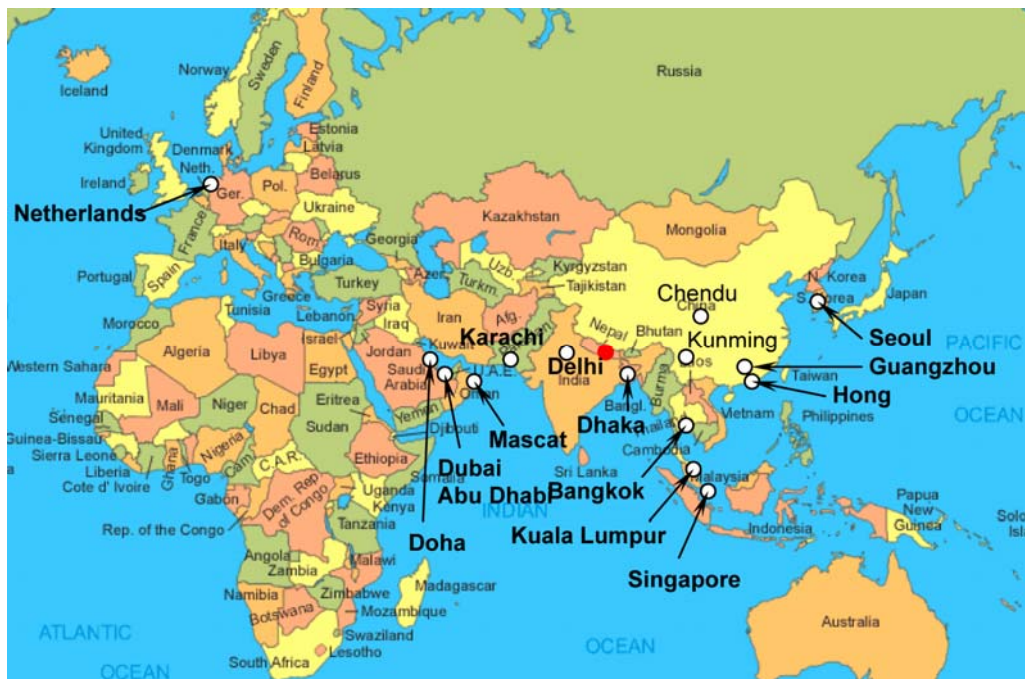 Iceland
Norway
Sweden
Finland
Russia
Estonia
Latvia
United
Kingdom
Denmark
Neth.
Ireland
Ger.
Pol.
Belarus
Netherlands
Ukraine
Kazakhstan
Mongolia
France
Rom.
Italy
Bulgaria
Georgia
Uzb.
Kyrgyzstan
Portugal
Spain
Greece
Turkey
Azer.
Turkm.
Tajikistan
N. Korea
S. Korea
Japan
Chendu
China
Seoul
Tunisia
Lebanon
Syria
Iraq
Iran
Afg.
Morocco
Israel
Kuwait
Karachi
Pakistan
Nepal
Bhutan
Kunming
Guangzhou
PACIFIC
OCEAN
Western Sahara
Algeria
Libya
Egypt
Jordan
Saudi
Arabia
U.A.E.
Oman
Delhi
India
Laos
Taiwan
Hong
Mauritania
Mali
Niger
Chad
Sudan
Eritrea
Yemen
Djibouti
Mascat
Dhaka
Bangl.
Burma
Vietnam
Philippines
Senegal
Guinea-Bissau
Sierra Leone
Liberia
Cote d' Ivoire
Ghana
Togo
Nigeria
Cam.
C.A.R.
Ethiopia
Somalia
Dubai
Abu Dhabi
Sri Lanka
Thaila
Cambodia
Bangkok
Malaysia
Gabon
Rep. of the Congo
Dem. Rep
of Congo
Uganda
Kenya
Tanzania
INDIAN
Doha
Kuala Lumpur
Singapore
Indonesia
Papua
New
Guinea
Solo
Isl
Angola
Zambia
Malawi
Madagascar
Namibia
Botswana
Zimbabwe
Mozambique
Swaziland
Lesotho
South Africa
Australia
ATLANTIC
OCEAN
OCEAN